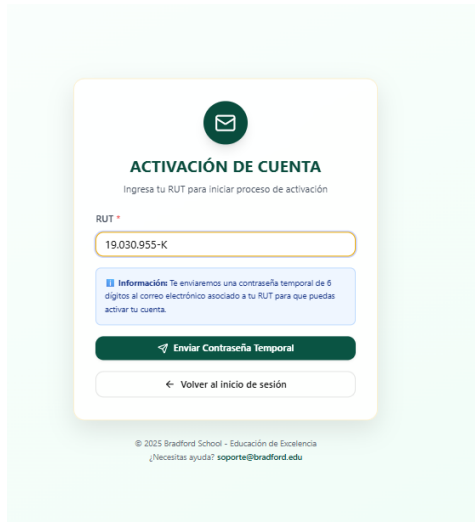 ACTIVACIÓN DE CUENTA
Ingresa tu RUT para iniciar proceso de activación
RUT *
19.030.955-K
Información: Te enviaremos una contraseña temporal de 6
dígitos al correo electrónico asociado a tu RUT para que puedas
activar tu cuenta.
Enviar Contraseña Temporal
← Volver al inicio de sesión
© 2025 Bradford School - Educación de Excelencia
¿Necesitas ayuda? soporte@bradford.edu